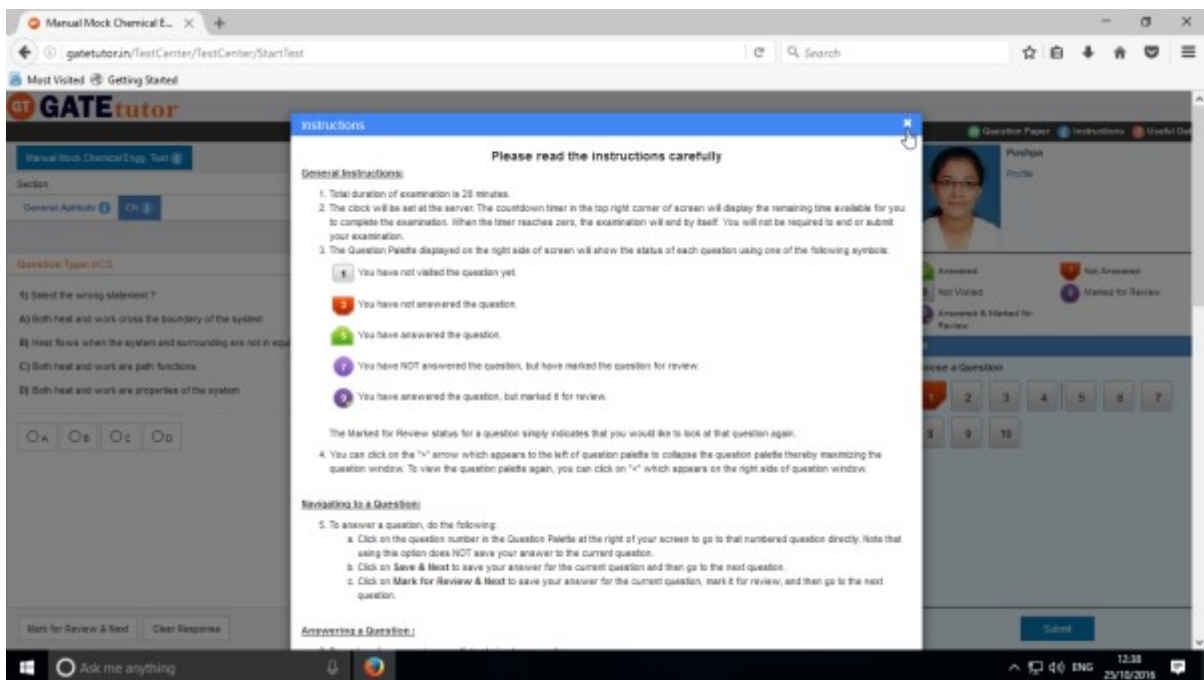 Manual Mock Chemical E...
gatetutor.in/TestCenter/TestCenter/StartTest
Search
Most Visited
Getting Started
GT GATEtutor
Instructions
Question Paper
Instructions
Useful Dat
Manual Mock Chemical Engg. Test
Section
General Aptitude
CH
Question Type: MCQ
1) Select the wrong statement ?
A) Both heat and work cross the boundary of the system
B) Heat flows when the system and surrounding are not in equ
C) Both heat and work are path functions
D) Both heat and work are properties of the system
A B C D
Mark for Review & Next
Clear Response
Please read the instructions carefully
General Instructions:
1. Total duration of examination is 20 minutes.
2. The clock will be set at the server. The countdown timer in the top right corner of screen will display the remaining time available for you
to complete the examination. When the timer reaches zero, the examination will end by itself. You will not be required to end or submit
your examination.
3. The Question Palette displayed on the right side of screen will show the status of each question using one of the following symbols:
1 You have not visited the question yet.
3 You have not answered the question.
5 You have answered the question.
7 You have NOT answered the question, but have marked the question for review.
9 You have answered the question, but marked it for review.
The Marked for Review status for a question simply indicates that you would like to look at that question again.
4. You can click on the ">" arrow which appears to the left of question palette to collapse the question palette thereby maximizing the
question window. To view the question palette again, you can click on "<" which appears on the right side of question window.
Navigating to a Question:
5. To answer a question, do the following:
a. Click on the question number in the Question Palette at the right of your screen to go to that numbered question directly. Note that
using this option does NOT save your answer to the current question.
b. Click on Save & Next to save your answer for the current question and then go to the next question.
c. Click on Mark for Review & Next to save your answer for the current question, mark it for review, and then go to the next
question.
Answering a Question :
Pushpa
Profile
Answered
Not Answered
Not Visited
Marked for Review
Answered & Marked for
Review
oose a Question
1 2 3 4 5 6 7
8 9 10
Submit
Ask me anything
ENG
12:38
25/10/2016